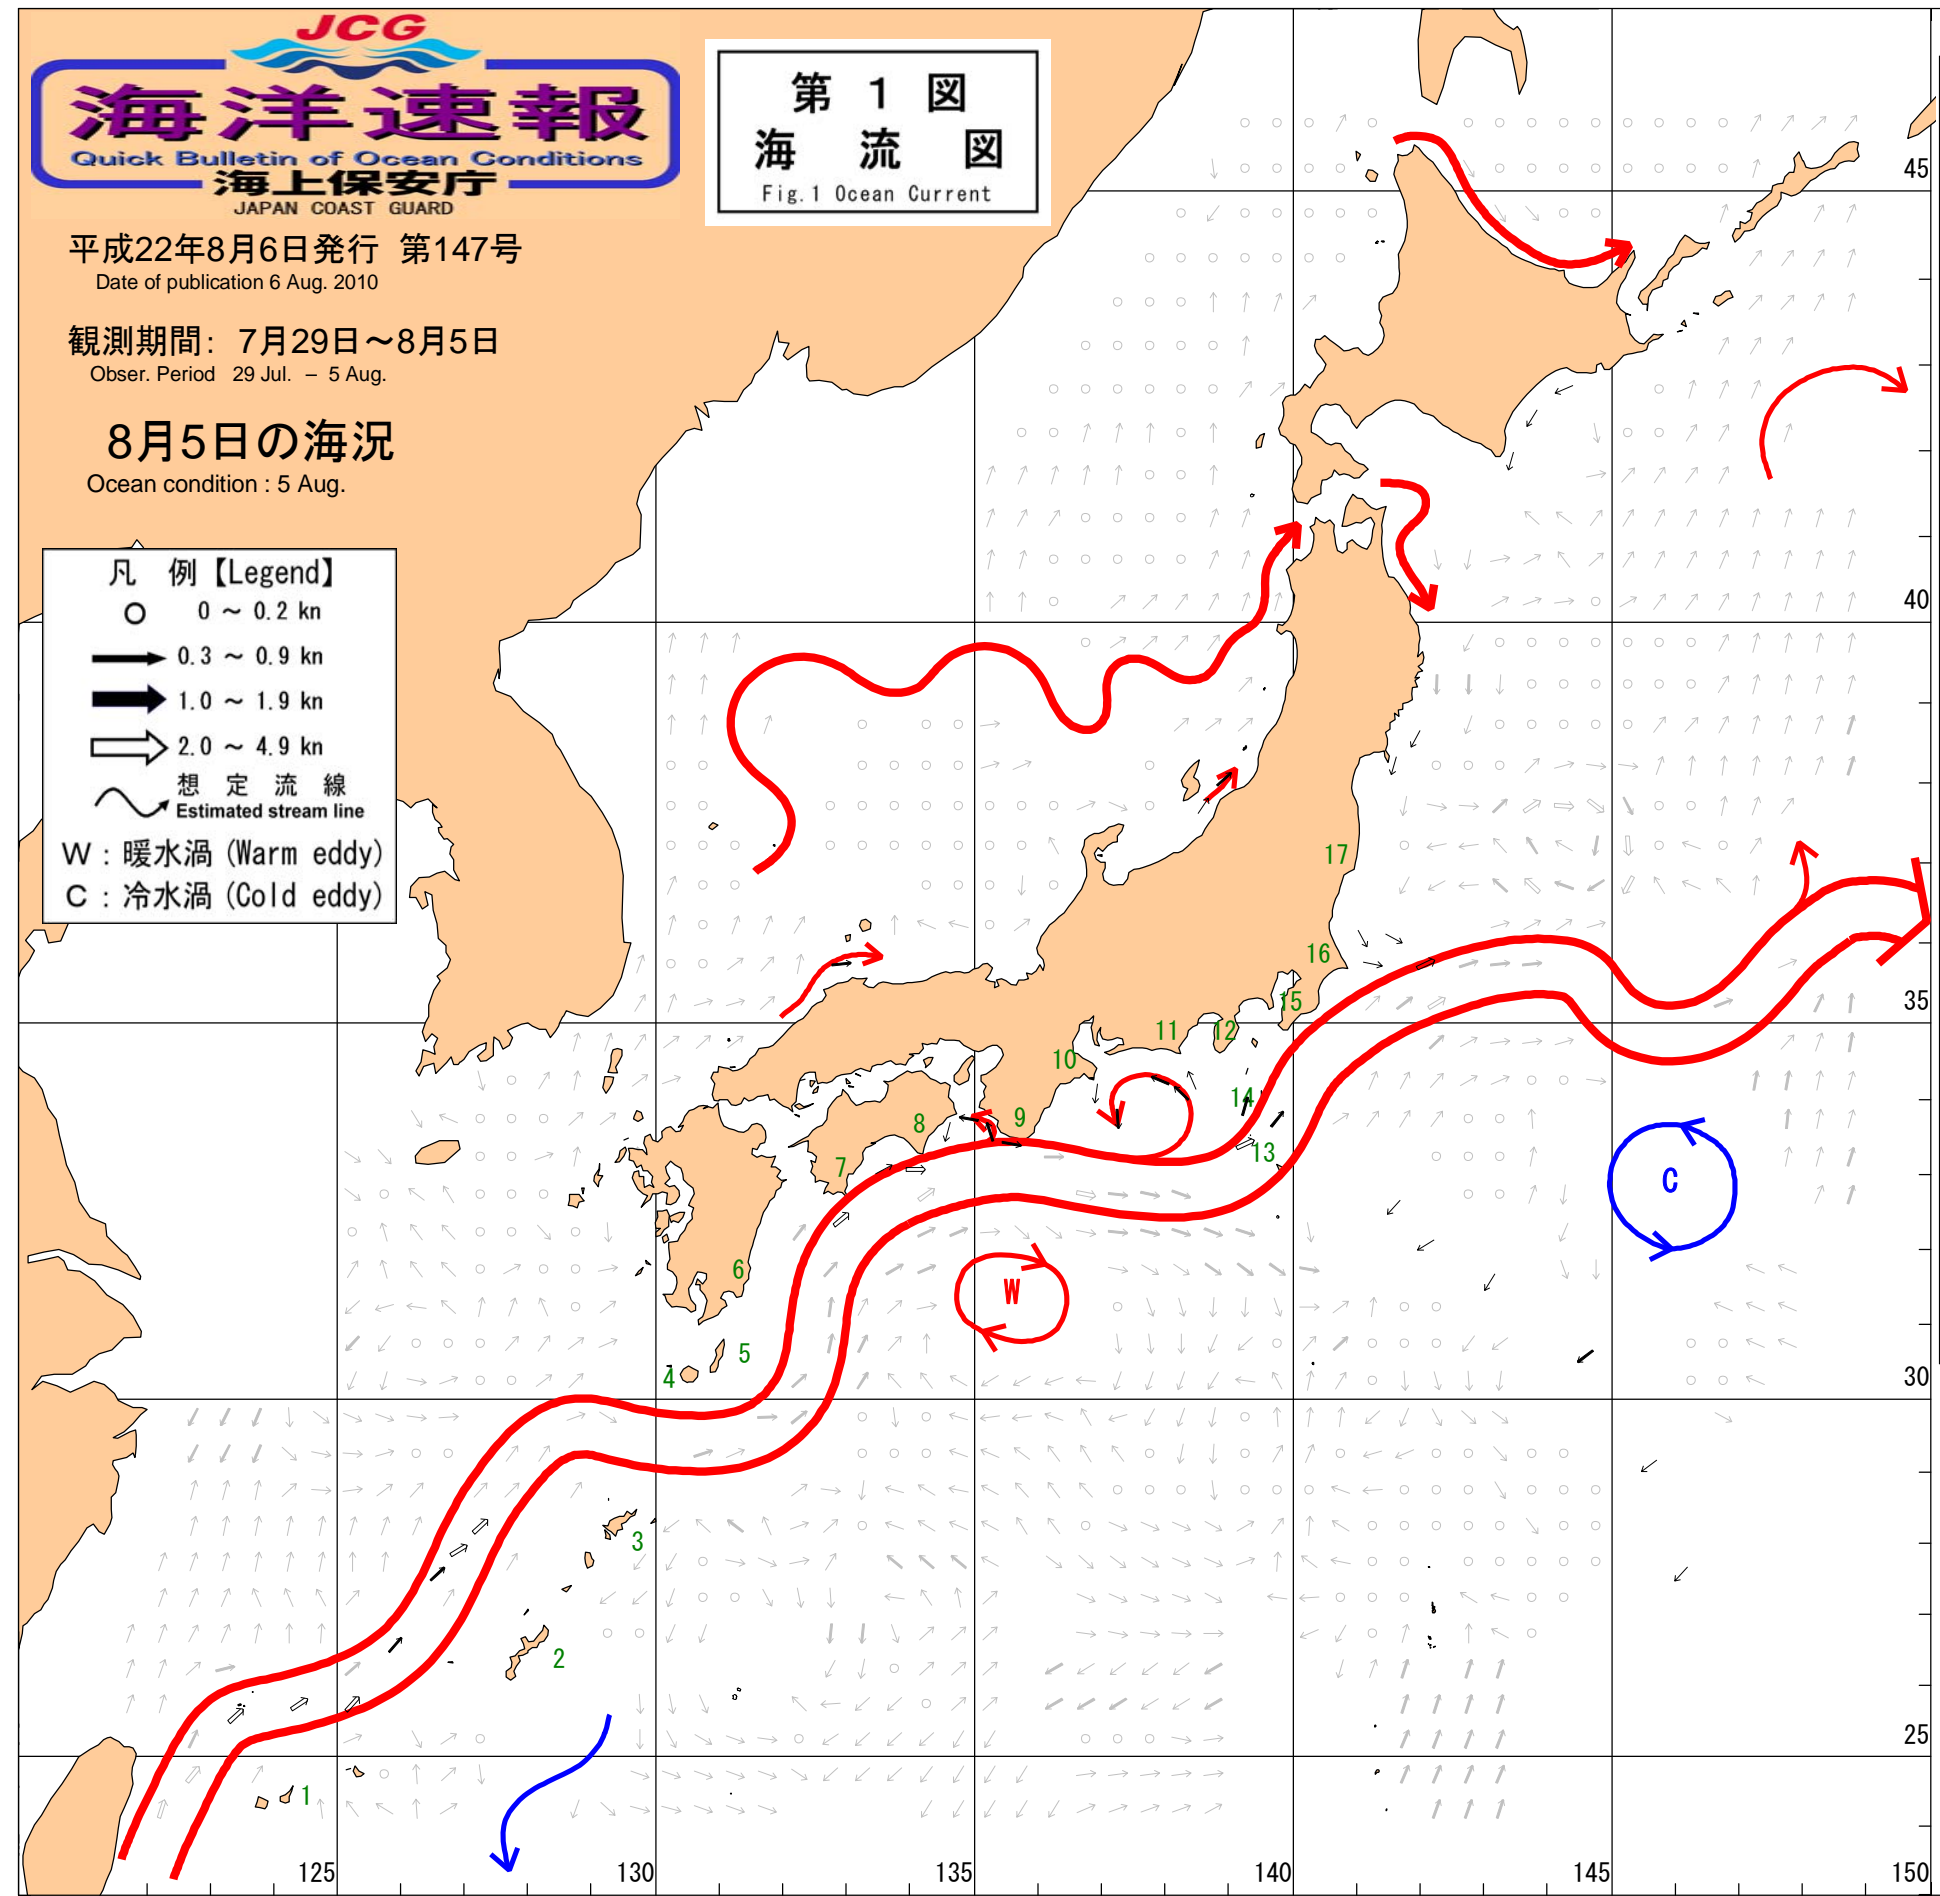 JCG
海洋速報
Quick Bulletin of Ocean Conditions
海上保安庁
JAPAN COAST GUARD
第 1 図
海 流 図
Fig.1 Ocean Current
平成22年8月6日発行 第147号
Date of publication 6 Aug. 2010
観測期間: 7月29日~8月5日
Obser. Period 29 Jul. – 5 Aug.
8月5日の海況
Ocean condition : 5 Aug.
凡 例【Legend】
0 ~ 0.2 kn
0.3 ~ 0.9 kn
1.0 ~ 1.9 kn
2.0 ~ 4.9 kn
想 定 流 線
Estimated stream line
W : 暖水渦 (Warm eddy)
C : 冷水渦 (Cold eddy)
45
40
17
16
35
15
14
13
12
11
10
9
8
7
C
W
6
5
4
30
3
2
25
1
125
130
135
140
145
150